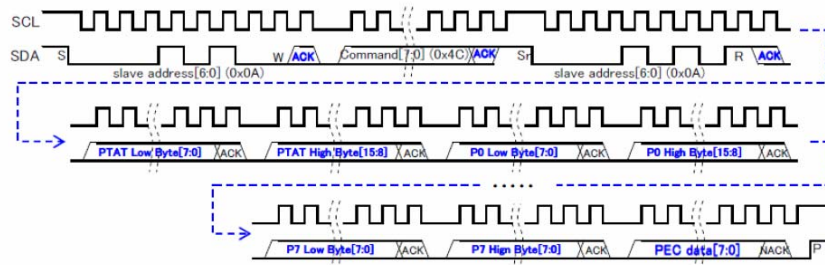 SCL
SDA S W ACK Command[7:0] (0x4C) ACK Sr R ACK
slave address[6:0] (0x0A) slave address[6:0] (0x0A)
PTAT Low Byte[7:0] ACK PTAT High Byte[15:8] ACK P0 Low Byte[7:0] ACK P0 High Byte[15:8] ACK
.....
P7 Low Byte[7:0] ACK P7 Hign Byte[7:0] ACK PEC data[7:0] NACK P